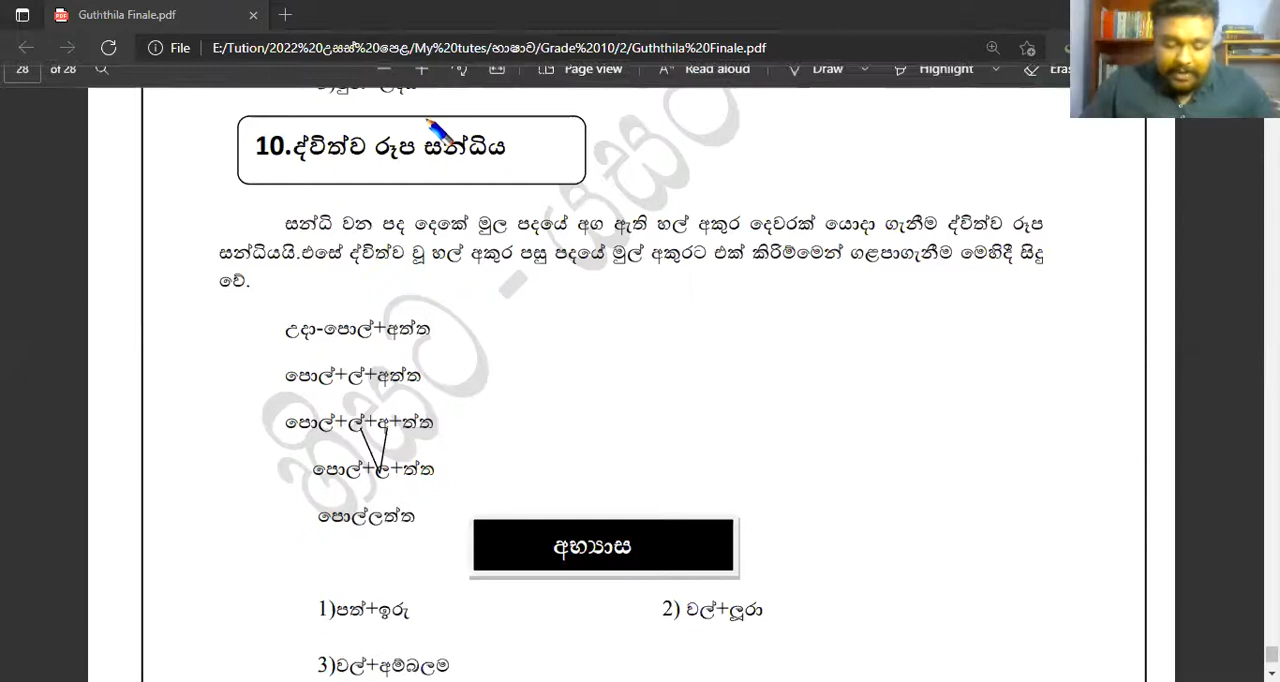 Guththila Finale.pdf
File E:/Tution/2022%20උසස්%20පෙළ/My%20tutes/භාෂාව/Grade%2010/2/Guththila%20Finale.pdf
28 of 28 Page view Read aloud Draw Highlight
10.ද්විත්ව රූප සන්ධිය
සන්ධි වන පද දෙකේ මුල පදයේ අග ඇති හල් අකුර දෙවරක් යොදා ගැනීම ද්විත්ව රූප
සන්ධියයි.එසේ ද්විත්ව වූ හල් අකුර පසු පදයේ මුල් අකුරට එක් කිරිම්මෙන් ගළපාගැනීම මෙහිදී සිදු
වේ.
උදා-පොල්+අත්ත
පොල්+ල්+අත්ත
පොල්+ල්+අ+ත්ත
පොල්+ල+ත්ත
පොල්ලත්ත
අභ්‍යාස
1)පත්+ඉරු 2) වල්+ලූරා
3)වල්+අම්බලම